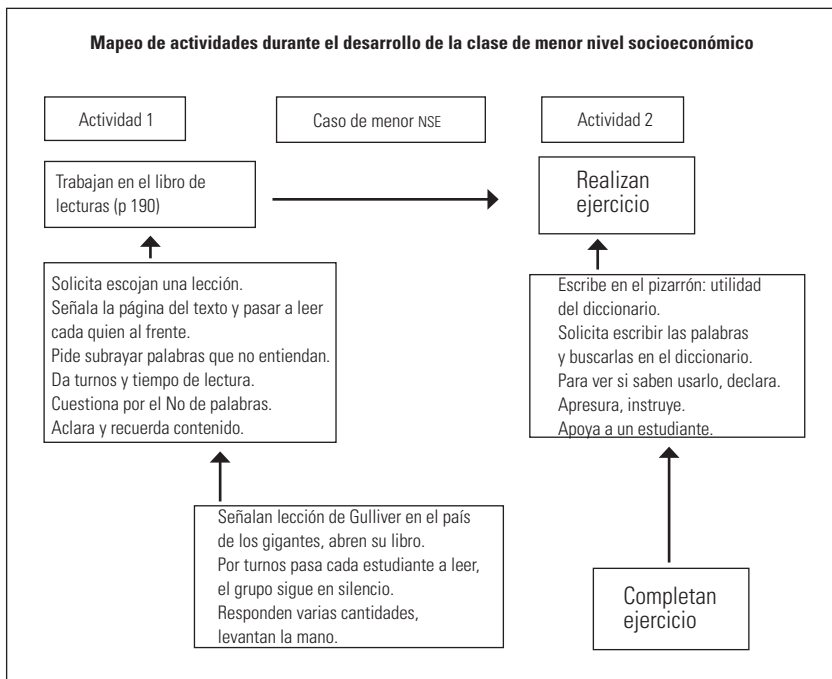 Mapeo de actividades durante el desarrollo de la clase de menor nivel socioeconómico
Actividad 1
Caso de menor NSE
Actividad 2
Trabajan en el libro de
lecturas (p 190)
Realizan
ejercicio
Solicita escojan una lección.
Señala la página del texto y pasar a leer
cada quien al frente.
Pide subrayar palabras que no entiendan.
Da turnos y tiempo de lectura.
Cuestiona por el No de palabras.
Aclara y recuerda contenido.
Escribe en el pizarrón: utilidad
del diccionario.
Solicita escribir las palabras
y buscarlas en el diccionario.
Para ver si saben usarlo, declara.
Apresura, instruye.
Apoya a un estudiante.
Señalan lección de Gulliver en el país
de los gigantes, abren su libro.
Por turnos pasa cada estudiante a leer,
el grupo sigue en silencio.
Responden varias cantidades,
levantan la mano.
Completan
ejercicio